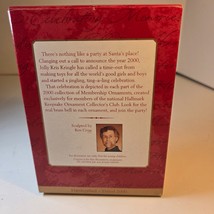 There's nothing like a party at Santa's place!
Clanging out a call to announce the year 2000,
Jolly Kris Kringle has called a time-out from
making toys for all the world's good girls and boys
and started a jingling, ting-a-ling celebration.
That celebration is depicted in each part of the
2000 collection of Membership Ornaments, created
exclusively for members of the national Hallmark
Keepsake Ornament Collector's Club. Look for the
real brass bell in each ornament, and join the party!
Sculpted by
Ken Crow